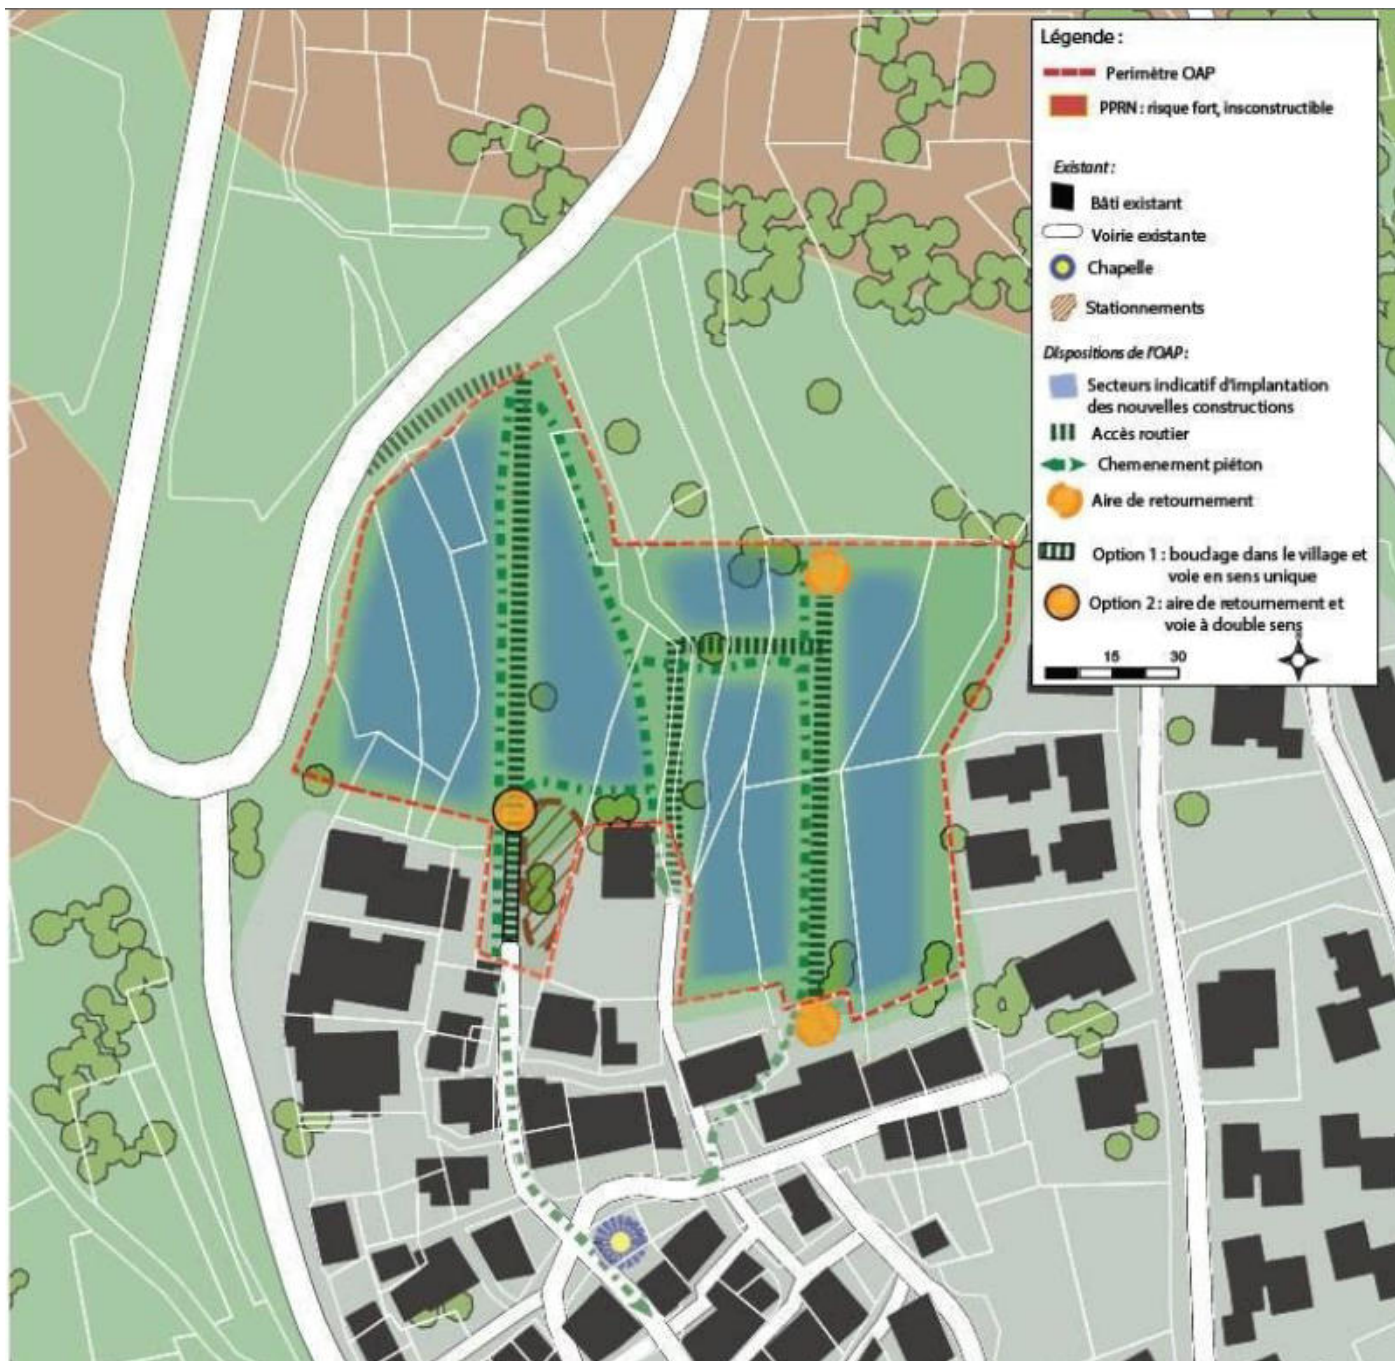 Légende :
Perimètre OAP
PPRN : risque fort, insconstructible
Existant :
Bâti existant
Voirie existante
Chapelle
Stationnements
Dispositions de l'OAP :
Secteurs indicatif d'implantation
des nouvelles constructions
Accès routier
Chemenement piéton
Aire de retournement
Option 1 : bouclage dans le village et
voie en sens unique
Option 2 : aire de retournement et
voie à double sens
15 30